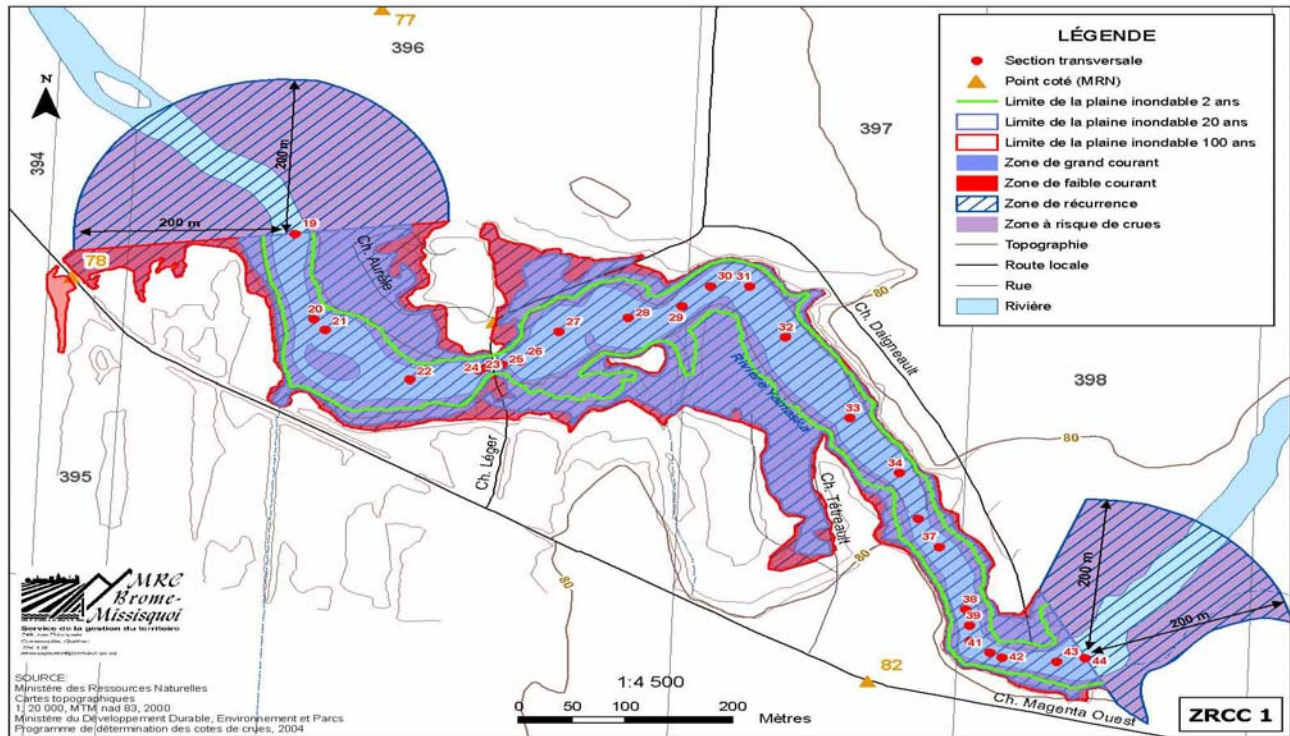 77
396
N
394
397
200 m
200 m
19
78
Ch. Aurèle
20
21
22
24
23
25
26
27
28
29
30
31
32
33
34
37
38
39
41
42
43
44
80
Ch. Daigneault
398
80
Rivière Yamaska
395
Ch. Léger
Ch. Tétreault
80
80
200 m
200 m
82
Ch. Magenta Ouest
LÉGENDE
Section transversale
Point coté (MRN)
Limite de la plaine inondable 2 ans
Limite de la plaine inondable 20 ans
Limite de la plaine inondable 100 ans
Zone de grand courant
Zone de faible courant
Zone de récurrence
Zone à risque de crues
Topographie
Route locale
Rue
Rivière
MRC
Brome-
Missisquoi
Service de la gestion du territoire
SOURCE:
Ministère des Ressources Naturelles
Cartes topographiques
1: 20 000, MTM nad 83, 2000
Ministère du Développement Durable, Environnement et Parcs
Programme de détermination des cotes de crues, 2004
1:4 500
0 50 100 200
Mètres
ZRCC 1